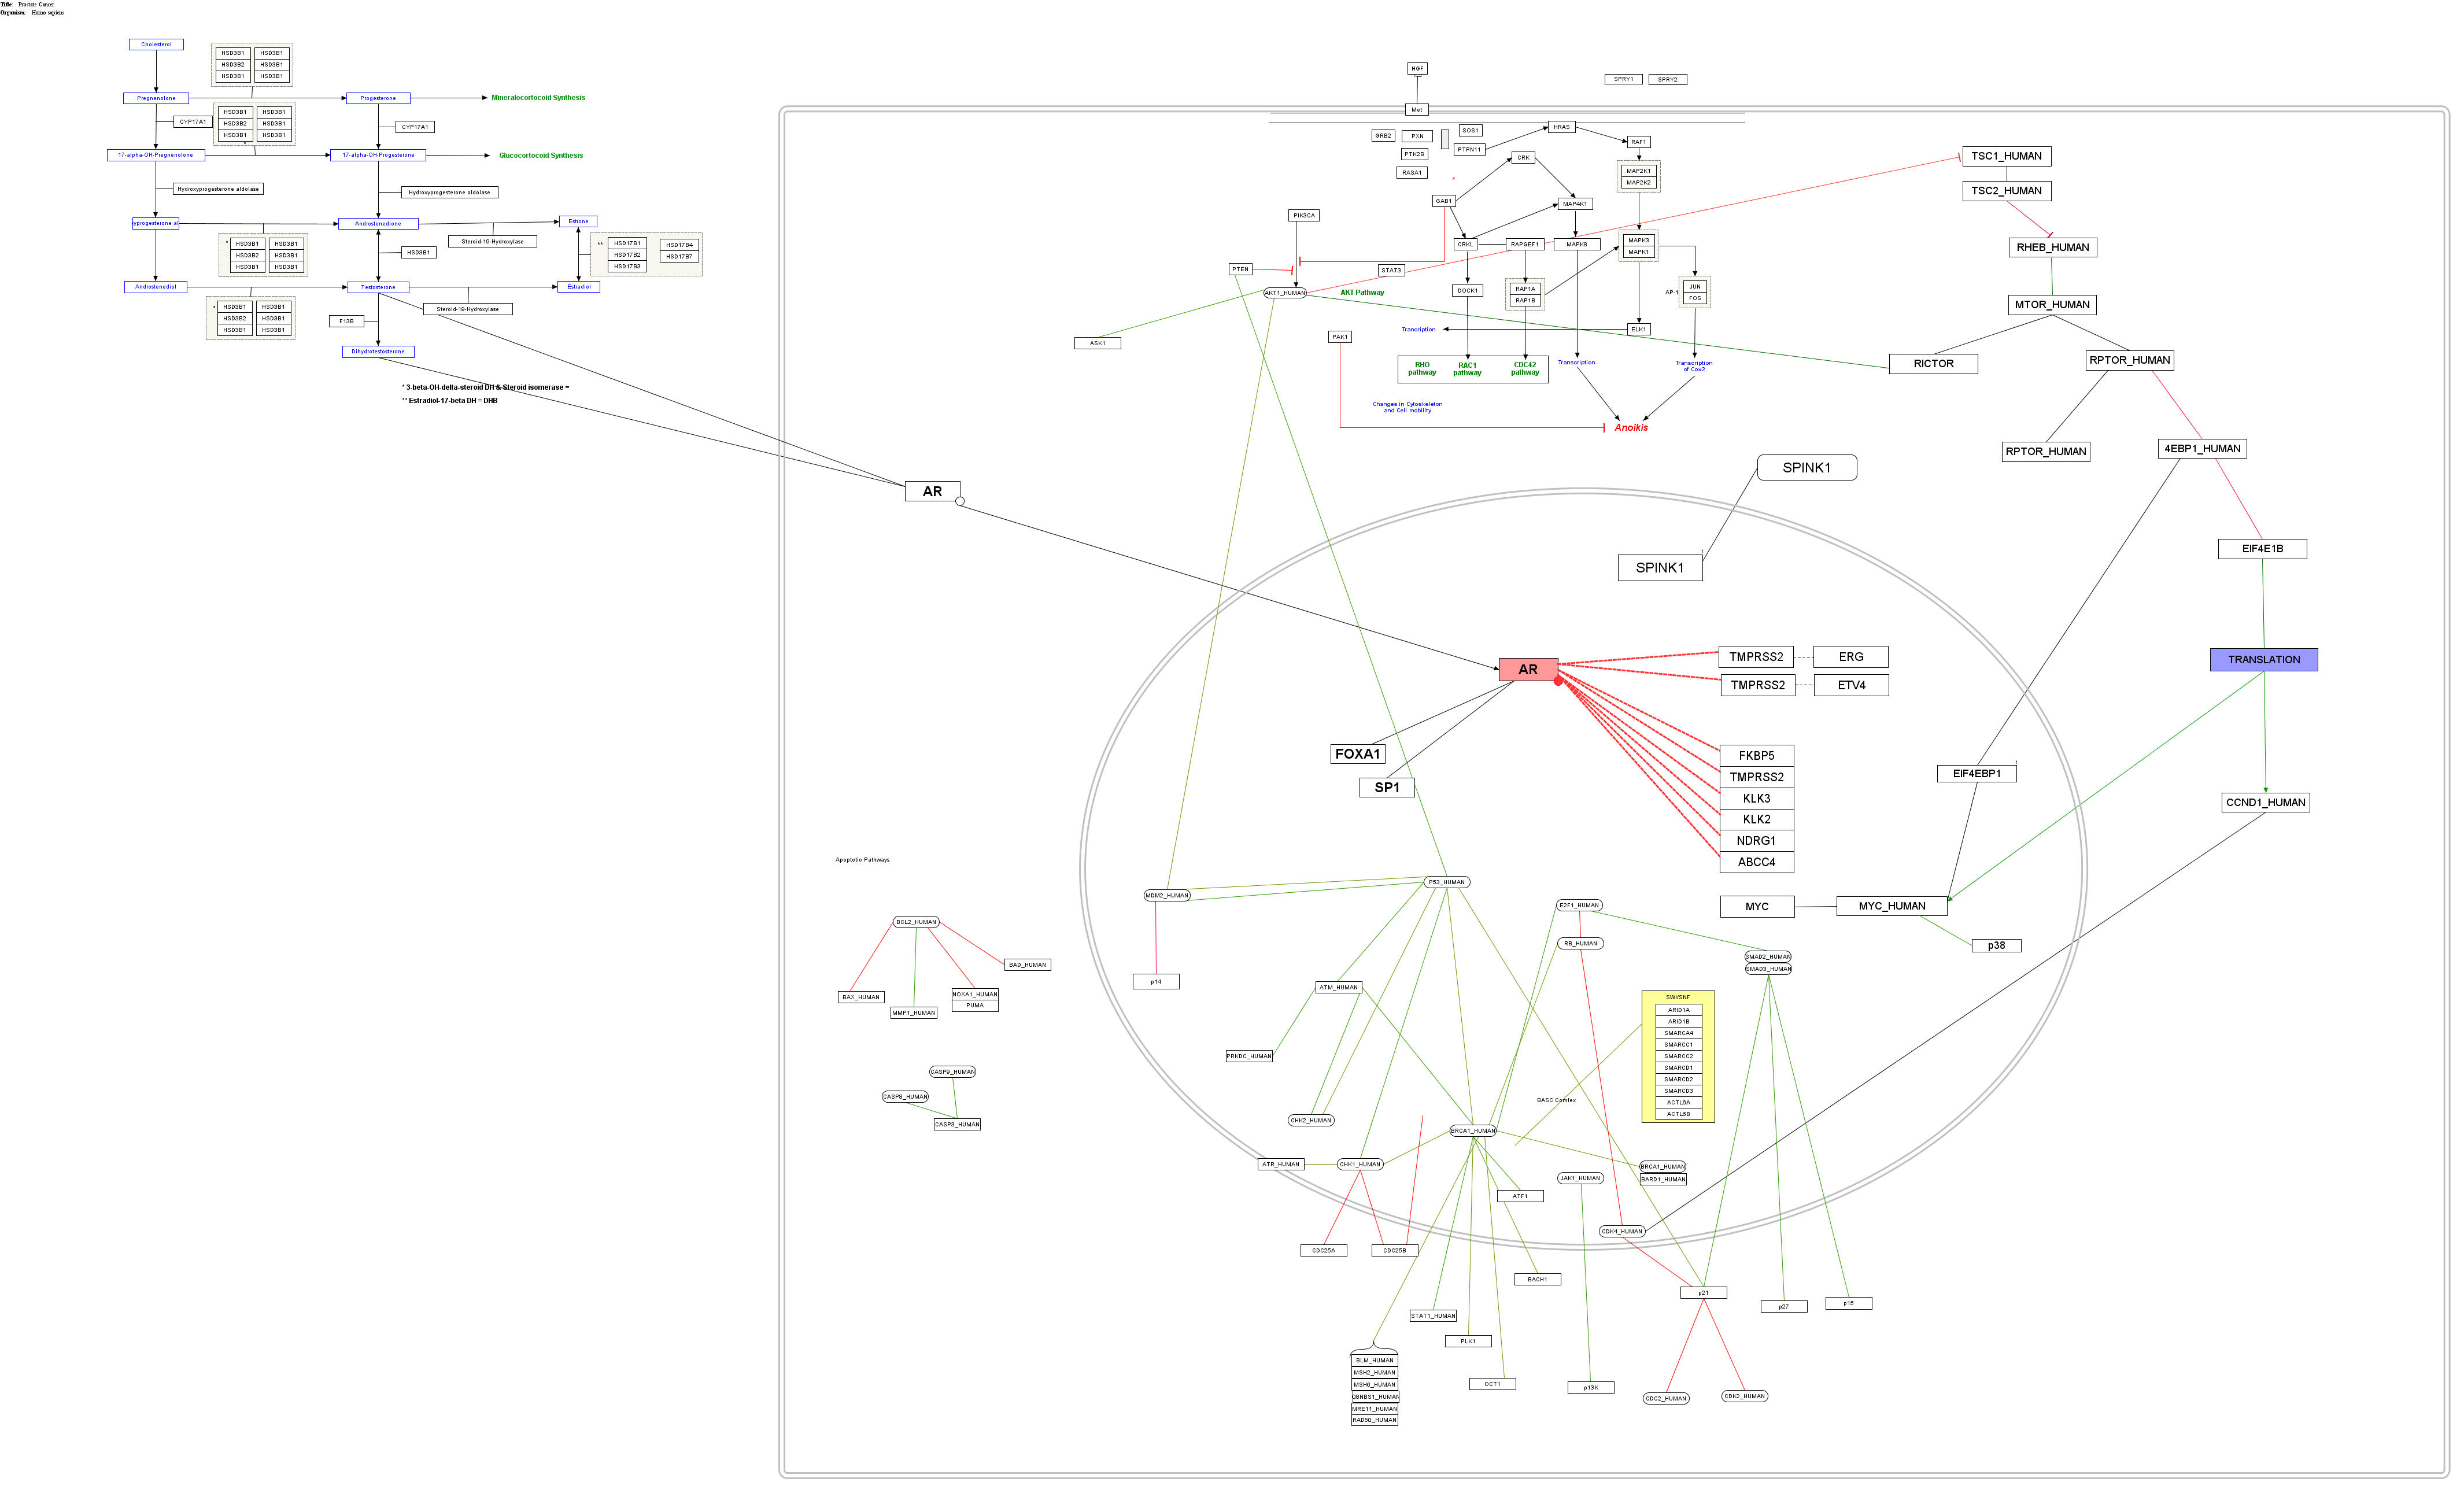 Title: Prostate Cancer
Organism: Homo sapiens
Cholesterol
HSD3B1
HSD3B2
HSD3B1
HSD3B1
HSD3B1
HSD3B1
Pregnenolone
Progesterone
Mineralocortocoid Synthesis
CYP17A1
HSD3B1
HSD3B2
HSD3B1
HSD3B1
HSD3B1
HSD3B1
*
CYP17A1
17-alpha-OH-Pregnenolone
17-alpha-OH-Progesterone
Glucocortocoid Synthesis
Hydroxyprogesterone aldolase
Hydroxyprogesterone aldolase
yprogesterone al
Androstenedione
Estrone
Steroid-19-Hydroxylase
*
HSD3B1
HSD3B2
HSD3B1
HSD3B1
HSD3B1
HSD3B1
HSD3B1
**
HSD17B1
HSD17B2
HSD17B3
HSD17B4
HSD17B7
Androstenediol
Testosterone
Estradiol
*
HSD3B1
HSD3B2
HSD3B1
HSD3B1
HSD3B1
HSD3B1
Steroid-19-Hydroxylase
F13B
Dihydrotestosterone
* 3-beta-OH-delta-steroid DH & Steroid isomerase =
** Estradiol-17-beta DH = DHB
AR
HGF
SPRY1
SPRY2
Met
GRB2
PXN
SOS1
HRAS
PTK2B
PTPN11
RAF1
RASA1
CRK
MAP2K1
MAP2K2
*
GAB1
MAP4K1
PIK3CA
CRKL
RAPGEF1
MAPK8
MAPK3
MAPK1
PTEN
STAT3
AKT1_HUMAN
AKT Pathway
DOCK1
RAP1A
RAP1B
AP-1
JUN
FOS
Trancription
ELK1
ASK1
PAK1
RHO
pathway
RAC1
pathway
CDC42
pathway
Transcription
Transcription
of Cox2
Changes in Cytoskeleton
and Cell mobility
Anoikis
TSC1_HUMAN
TSC2_HUMAN
RHEB_HUMAN
MTOR_HUMAN
RICTOR
RPTOR_HUMAN
RPTOR_HUMAN
4EBP1_HUMAN
EIF4E1B
TRANSLATION
EIF4EBP1
CCND1_HUMAN
SPINK1
SPINK1
AR
TMPRSS2
ERG
TMPRSS2
ETV4
FOXA1
SP1
FKBP5
TMPRSS2
KLK3
KLK2
NDRG1
ABCC4
MYC
MYC_HUMAN
p38
Apoptotic Pathways
BCL2_HUMAN
BAD_HUMAN
BAX_HUMAN
NOXA1_HUMAN
PUMA
MMP1_HUMAN
CASP9_HUMAN
CASP8_HUMAN
CASP3_HUMAN
MDM2_HUMAN
P53_HUMAN
E2F1_HUMAN
RB_HUMAN
SMAD2_HUMAN
SMAD3_HUMAN
p14
ATM_HUMAN
SWI/SNF
ARID1A
ARID1B
SMARCA4
SMARCC1
SMARCC2
SMARCD1
SMARCD2
SMARCD3
ACTL6A
ACTL6B
PRKDC_HUMAN
BASC Comlex
CHK2_HUMAN
BRCA1_HUMAN
ATR_HUMAN
CHK1_HUMAN
BRCA1_HUMAN
BARD1_HUMAN
JAK1_HUMAN
ATF1
CDK4_HUMAN
CDC25A
CDC25B
BACH1
p21
p27
p15
STAT1_HUMAN
PLK1
BLM_HUMAN
MSH2_HUMAN
MSH6_HUMAN
O8NBS1_HUMAN
MRE11_HUMAN
RAD50_HUMAN
OCT1
p13K
CDC2_HUMAN
CDK2_HUMAN